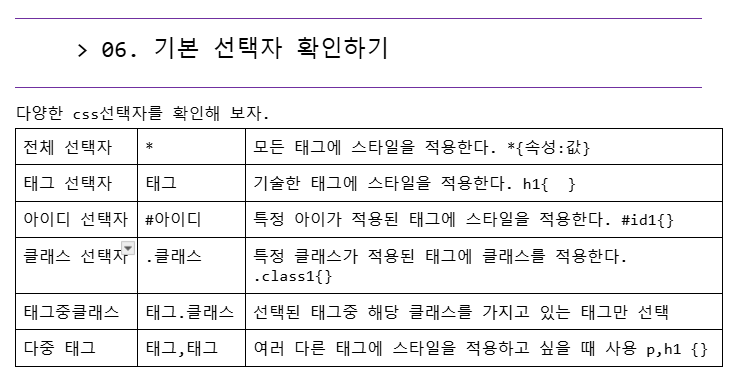 > 06. 기본 선택자 확인하기
다양한 css선택자를 확인해 보자.
전체 선택자 * 모든 태그에 스타일을 적용한다. *{속성:값}
태그 선택자 태그 기술한 태그에 스타일을 적용한다. h1{  }
아이디 선택자 #아이디 특정 아이가 적용된 태그에 스타일을 적용한다. #id1{}
클래스 선택자 .클래스 특정 클래스가 적용된 태그에 클래스를 적용한다.
.class1{}
태그중클래스 태그.클래스 선택된 태그중 해당 클래스를 가지고 있는 태그만 선택
다중 태그 태그,태그 여러 다른 태그에 스타일을 적용하고 싶을 때 사용 p,h1 {}